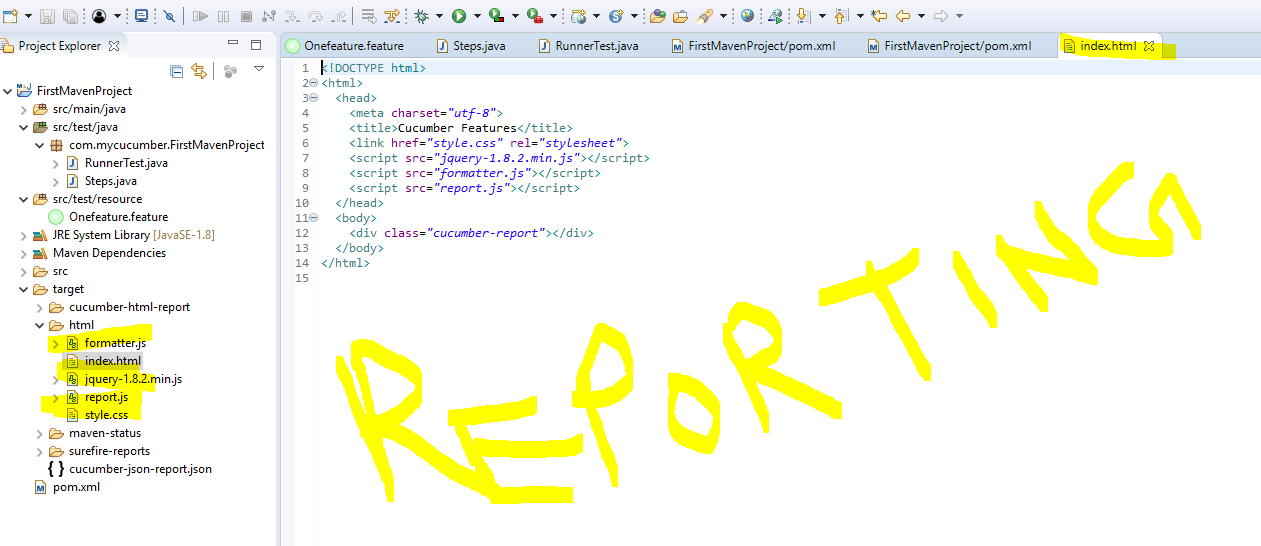 Project Explorer
FirstMavenProject
src/main/java
src/test/java
com.mycucumber.FirstMavenProject
RunnerTest.java
Steps.java
src/test/resource
Onefeature.feature
JRE System Library [JavaSE-1.8]
Maven Dependencies
src
target
cucumber-html-report
html
formatter.js
index.html
jquery-1.8.2.min.js
report.js
style.css
maven-status
surefire-reports
cucumber-json-report.json
pom.xml
Onefeature.feature Steps.java RunnerTest.java FirstMavenProject/pom.xml FirstMavenProject/pom.xml index.html
1 <!DOCTYPE html>
2 <html>
3 <head>
4 <meta charset="utf-8">
5 <title>Cucumber Features</title>
6 <link href="style.css" rel="stylesheet">
7 <script src="jquery-1.8.2.min.js"></script>
8 <script src="formatter.js"></script>
9 <script src="report.js"></script>
10 </head>
11 <body>
12 <div class="cucumber-report"></div>
13 </body>
14 </html>
15
REPORTING